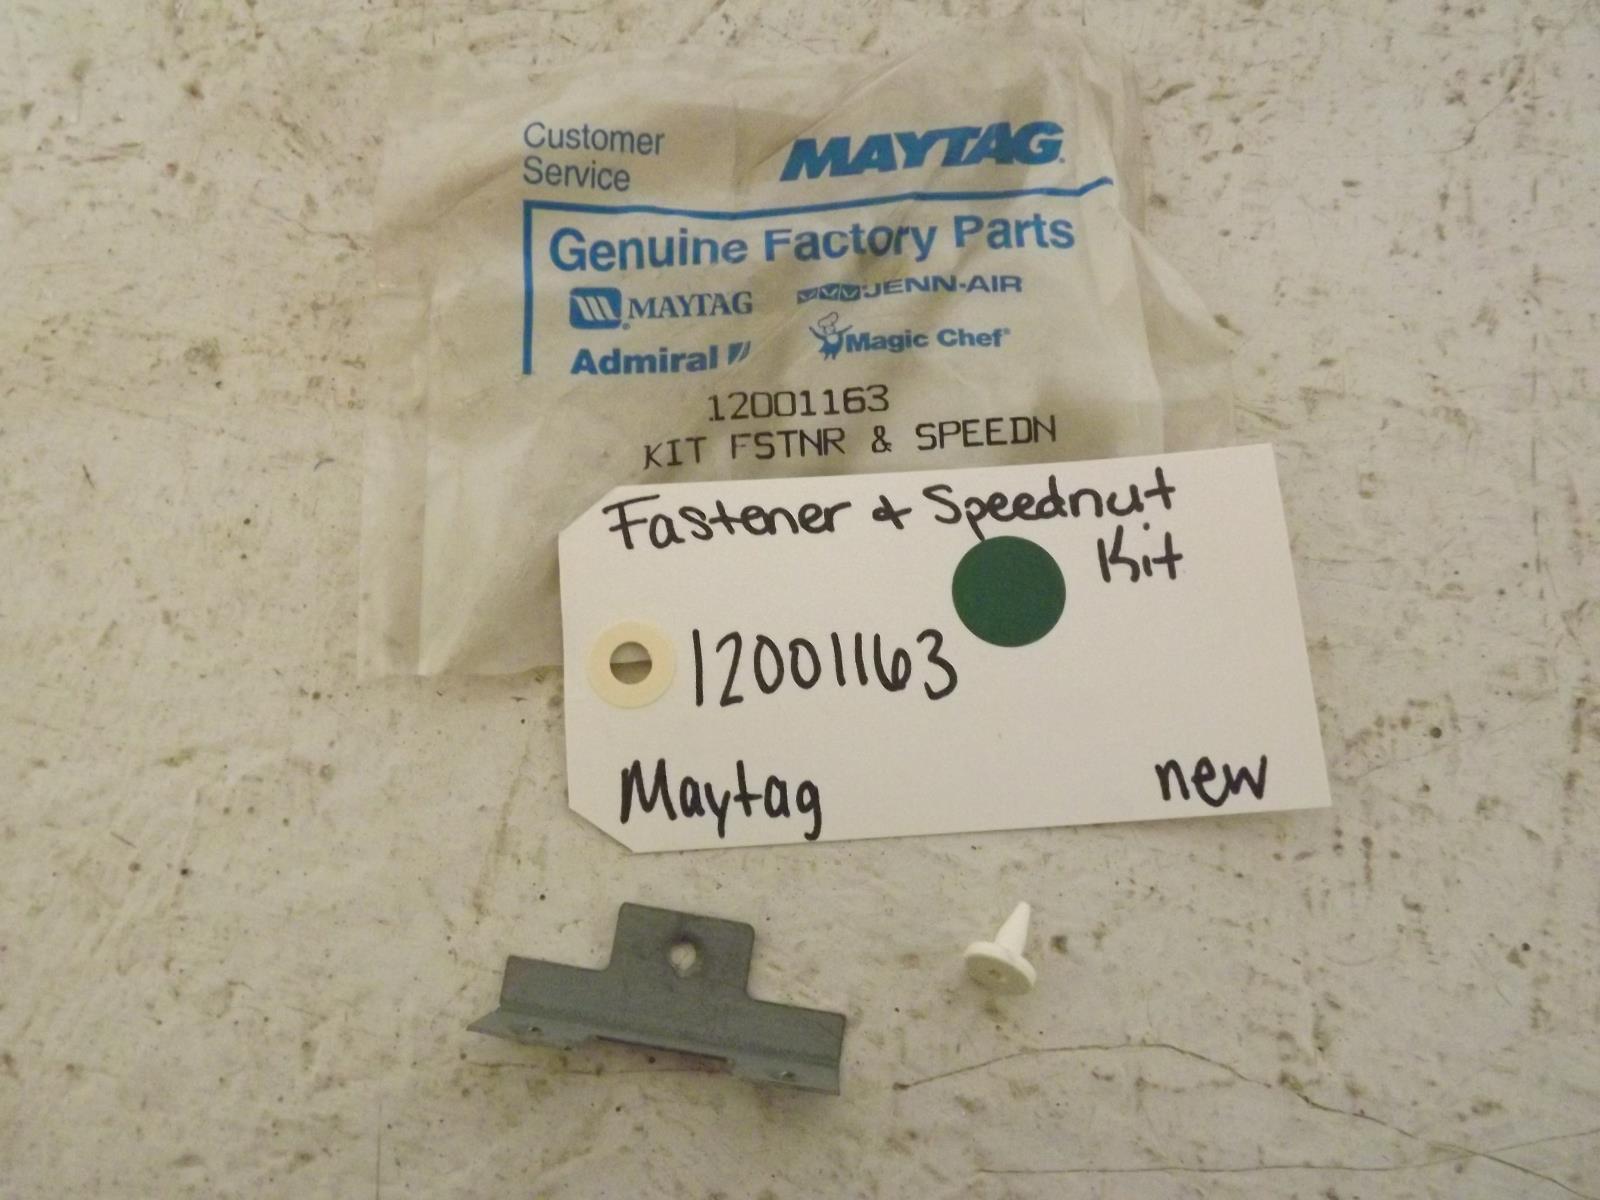 Customer
Service
MAYTAG
Genuine Factory Parts
MAYTAG
JENN-AIR
Admiral
Magic Chef
12001163
KIT FSTNR & SPEEDN
Fastener & Speednut
Kit
12001163
Maytag
new